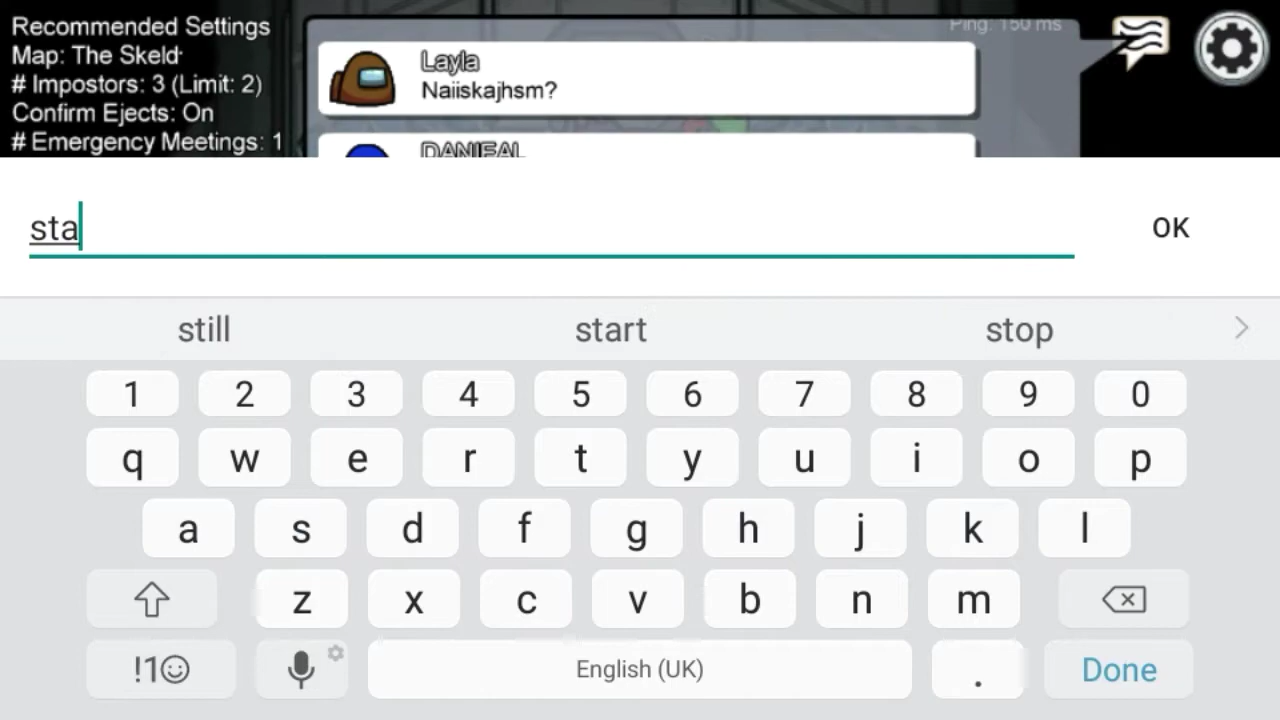 Recommended Settings
Map: The Skeld
# Impostors: 3 (Limit: 2)
Confirm Ejects: On
# Emergency Meetings: 1
Ping: 150 ms
Layla
Naiiskajhsm?
DANIEAL
sta
OK
still start stop
1 2 3 4 5 6 7 8 9 0
q w e r t y u i o p
a s d f g h j k l
z x c v b n m
!1☺ English (UK) . Done